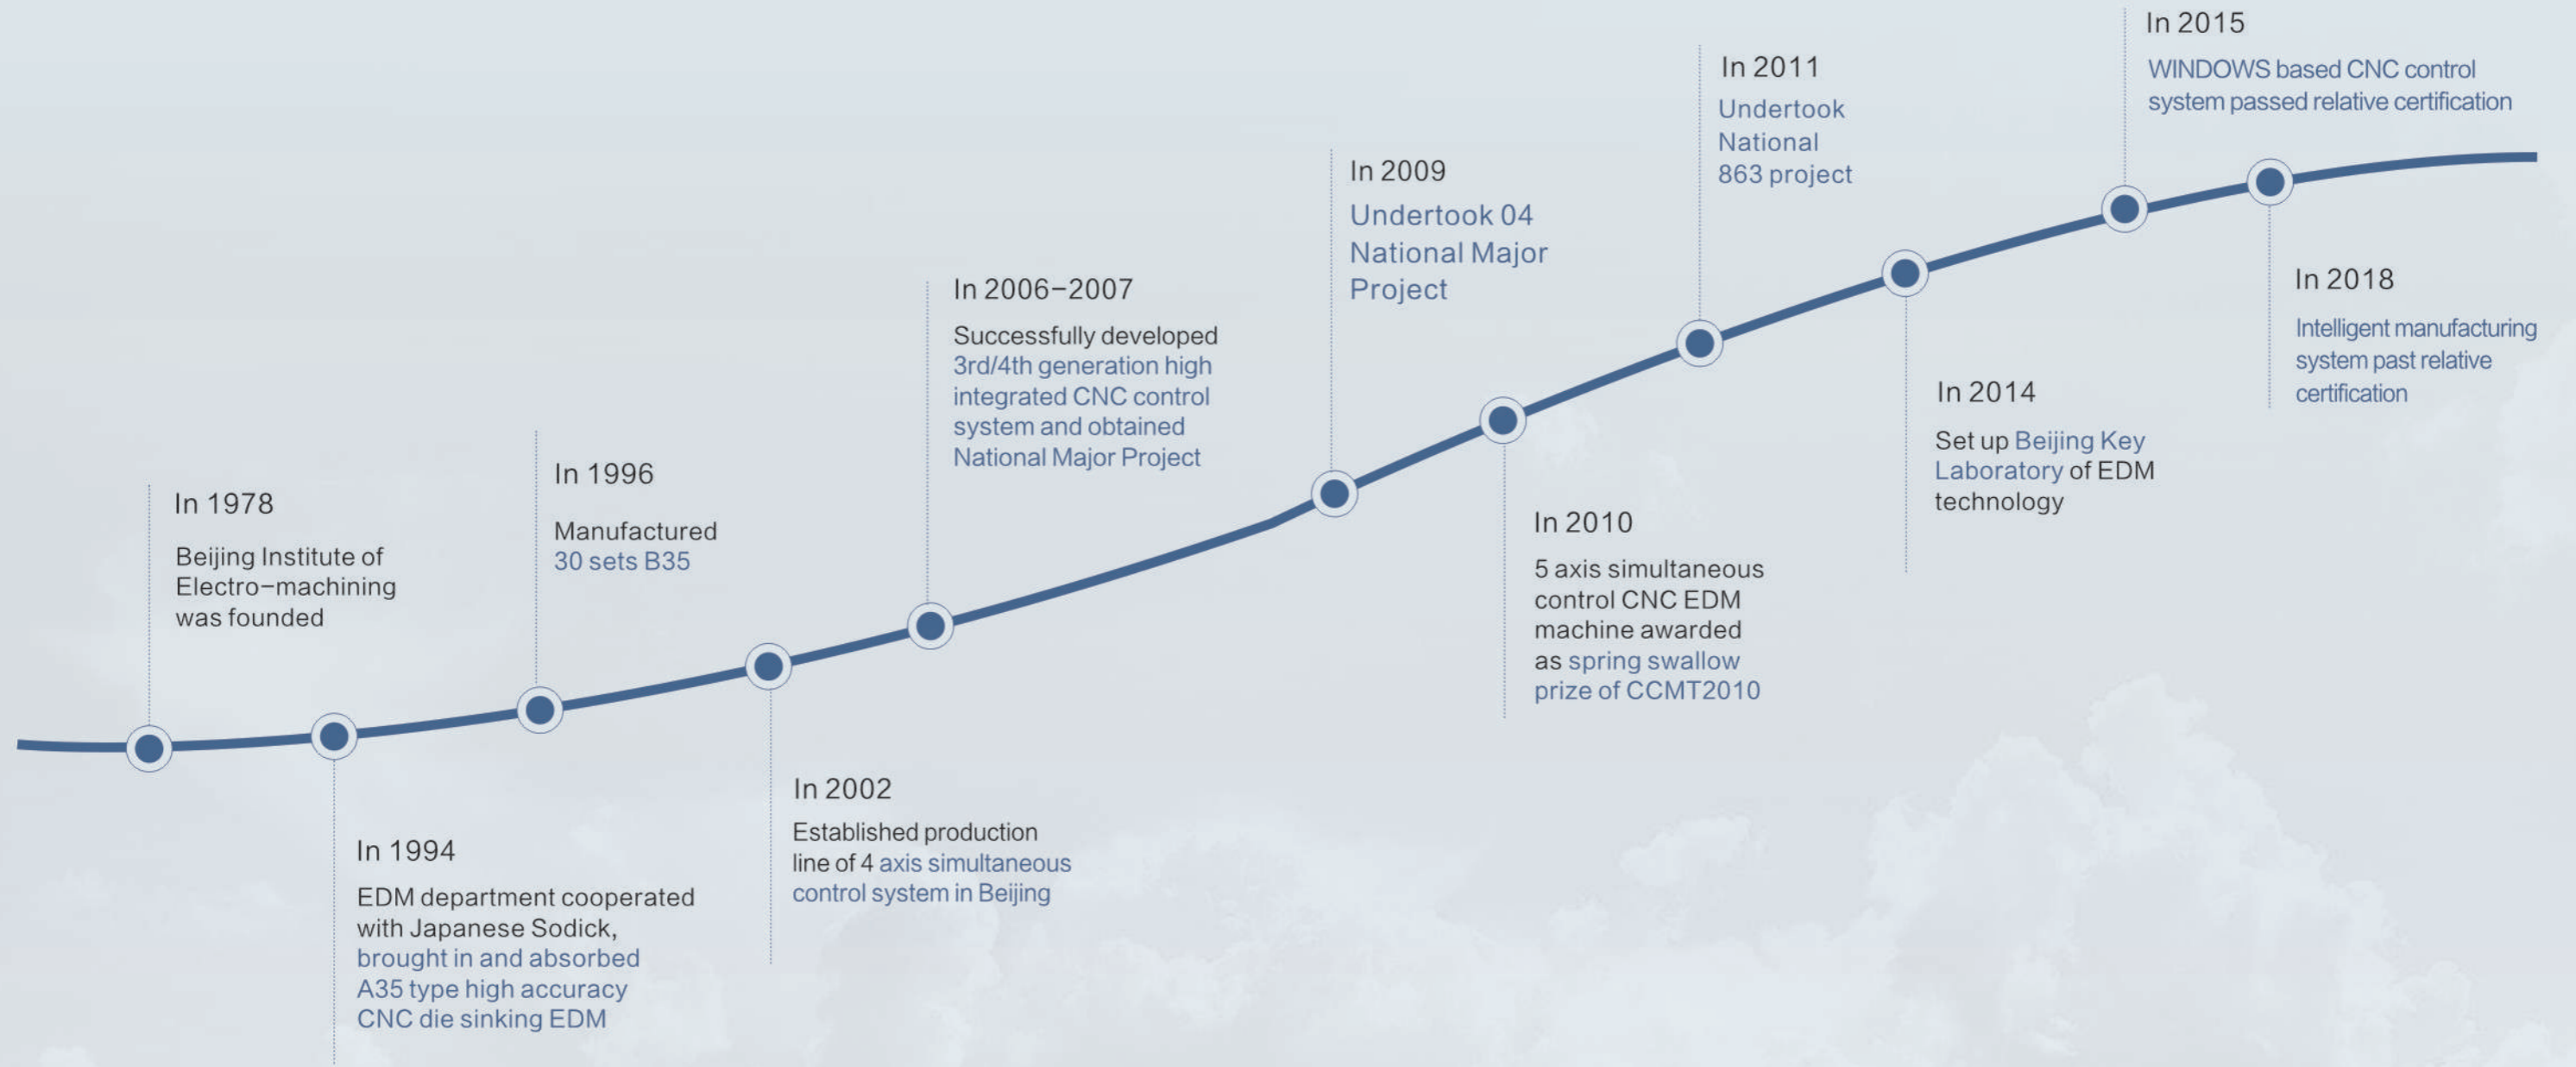 In 1978
Beijing Institute of
Electro-machining
was founded
In 1994
EDM department cooperated
with Japanese Sodick,
brought in and absorbed
A35 type high accuracy
CNC die sinking EDM
In 1996
Manufactured
30 sets B35
In 2002
Established production
line of 4 axis simultaneous
control system in Beijing
In 2006-2007
Successfully developed
3rd/4th generation high
integrated CNC control
system and obtained
National Major Project
In 2009
Undertook 04
National Major
Project
In 2010
5 axis simultaneous
control CNC EDM
machine awarded
as spring swallow
prize of CCMT2010
In 2011
Undertook
National
863 project
In 2014
Set up Beijing Key
Laboratory of EDM
technology
In 2015
WINDOWS based CNC control
system passed relative certification
In 2018
Intelligent manufacturing
system past relative
certification